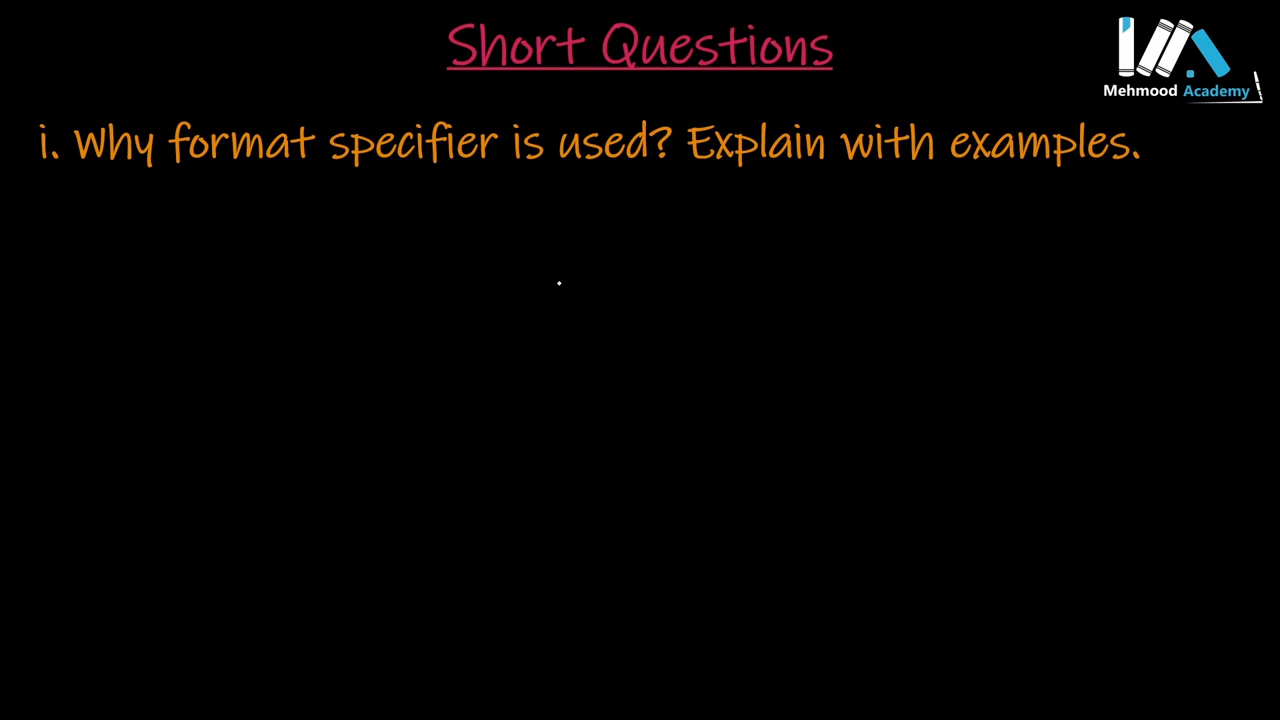 Short Questions
Mehmood Academy
i. Why format specifier is used? Explain with examples.